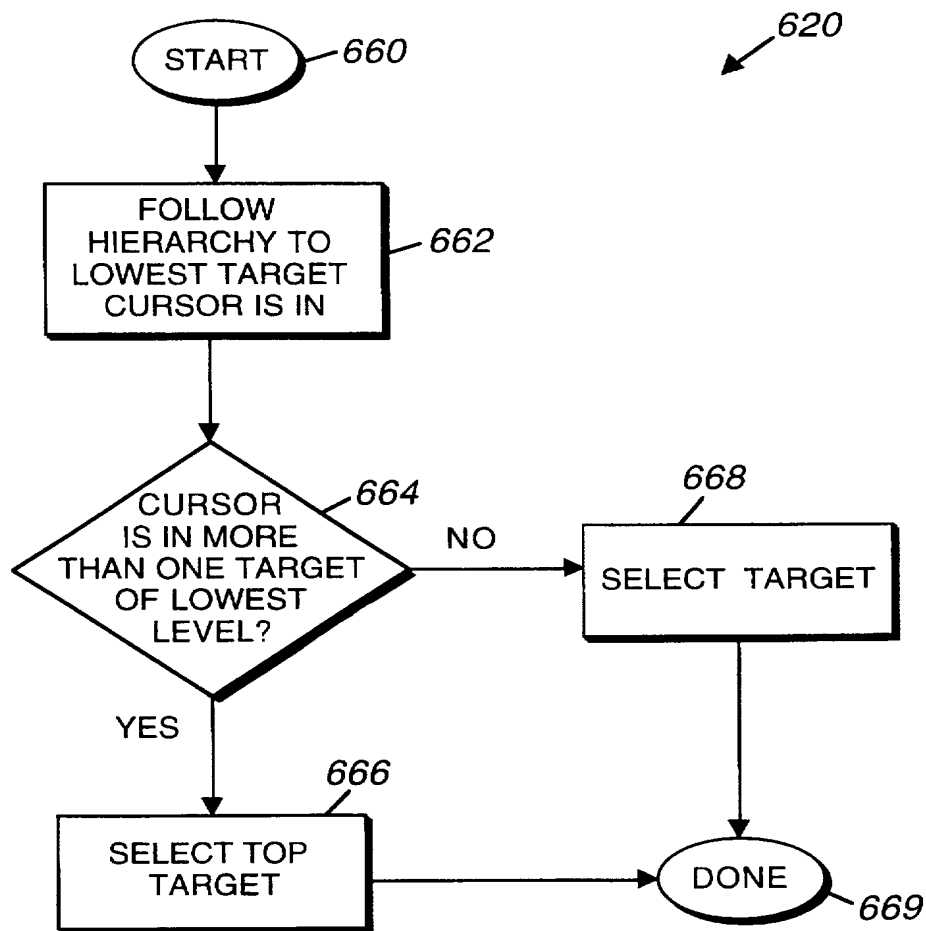 620
START
660
FOLLOW
HIERARCHY TO
LOWEST TARGET
CURSOR IS IN
662
CURSOR
IS IN MORE
THAN ONE TARGET
OF LOWEST
LEVEL?
664
NO
668
SELECT TARGET
YES
666
SELECT TOP
TARGET
DONE
669